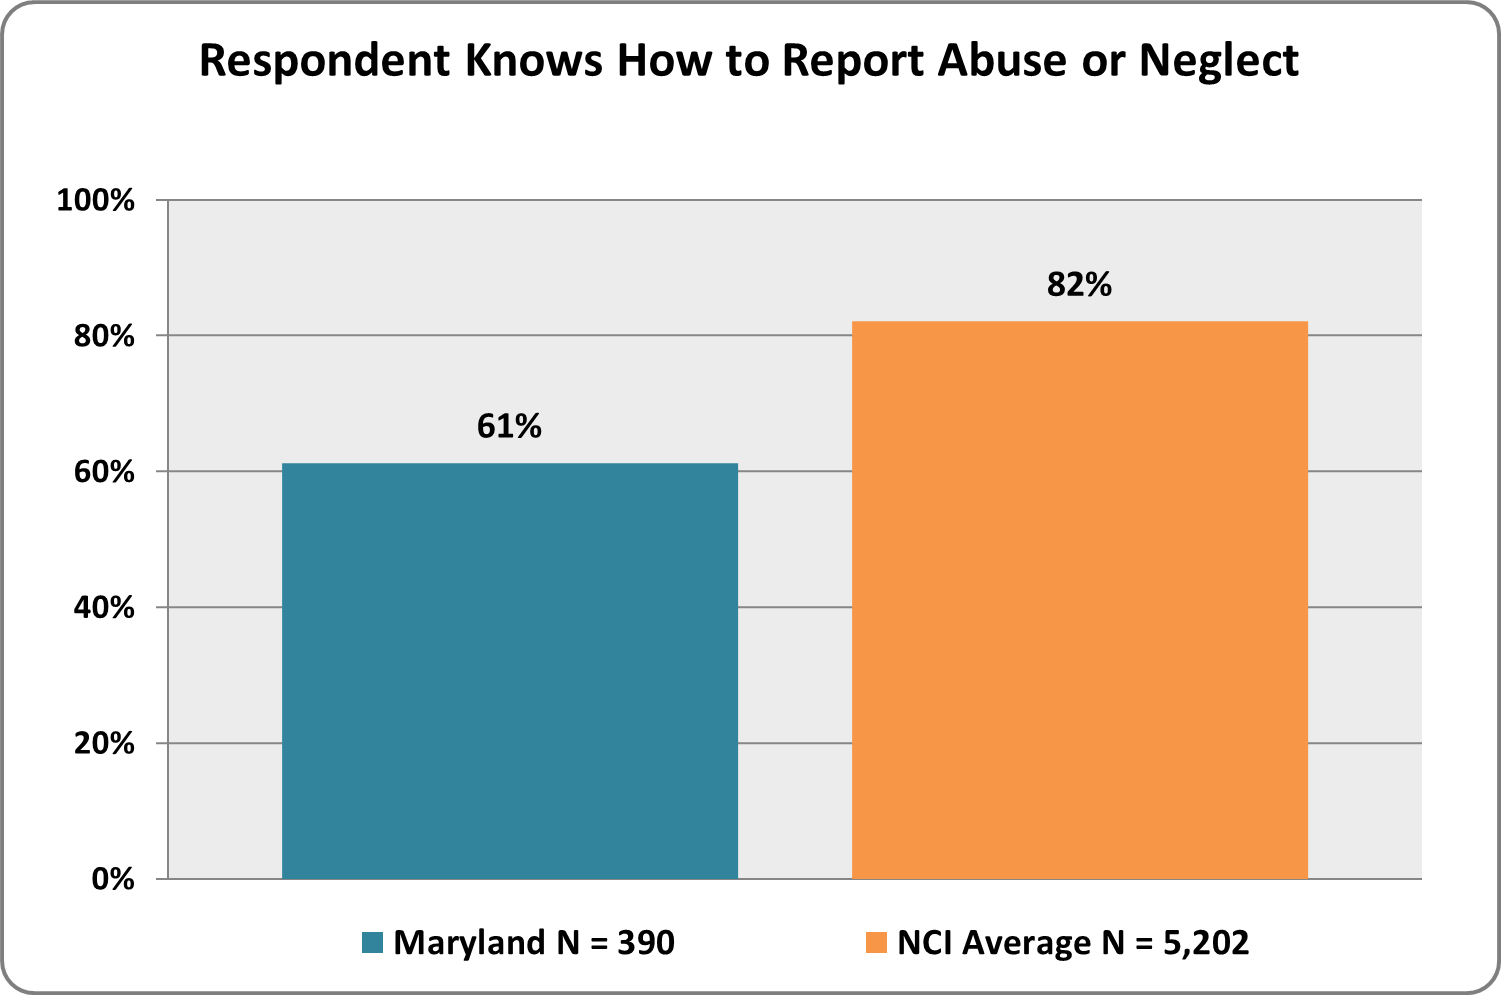 Respondent Knows How to Report Abuse or Neglect
100%
80%
60%
40%
20%
0%
61%
82%
Maryland N = 390
NCI Average N = 5,202